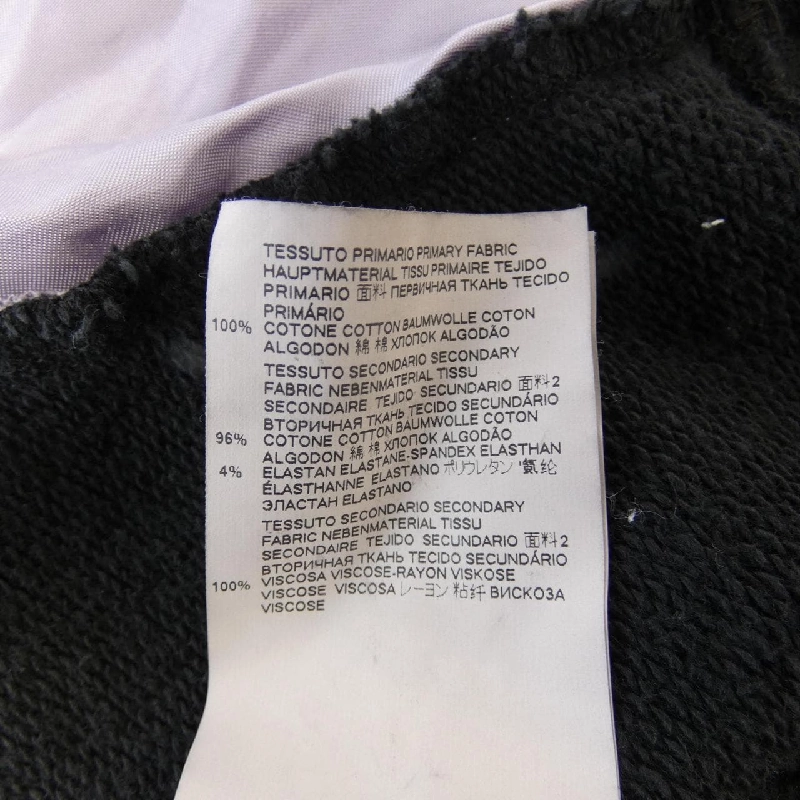 TESSUTO PRIMARIO PRIMARY FABRIC
HAUPTMATERIAL TISSU PRIMAIRE TEJIDO
PRIMARIO 面料 ПЕРВИЧНАЯ ТКАНЬ TECIDO
PRIMÁRIO
100% COTONE COTTON BAUMWOLLE COTON
ALGODON 綿 棉 ХЛОПОК ALGODÃO
TESSUTO SECONDARIO SECONDARY
FABRIC NEBENMATERIAL TISSU
SECONDAIRE TEJIDO SECUNDARIO 面料2
ВТОРИЧНАЯ ТКАНЬ TECIDO SECUNDÁRIO
96% COTONE COTTON BAUMWOLLE COTON
ALGODON 綿 棉 ХЛОПОК ALGODÃO
4% ELASTAN ELASTANE-SPANDEX ELASTHAN
ÉLASTHANNE ELASTANO ポリウレタン '氨纶
ЭЛАСТАН ELASTANO
TESSUTO SECONDARIO SECONDARY
FABRIC NEBENMATERIAL TISSU
SECONDAIRE TEJIDO SECUNDARIO 面料2
ВТОРИЧНАЯ ТКАНЬ TECIDO SECUNDÁRIO
100% VISCOSA VISCOSE-RAYON VISKOSE
VISCOSE VISCOSA レーヨン 粘纤 ВИСКОЗА
VISCOSE